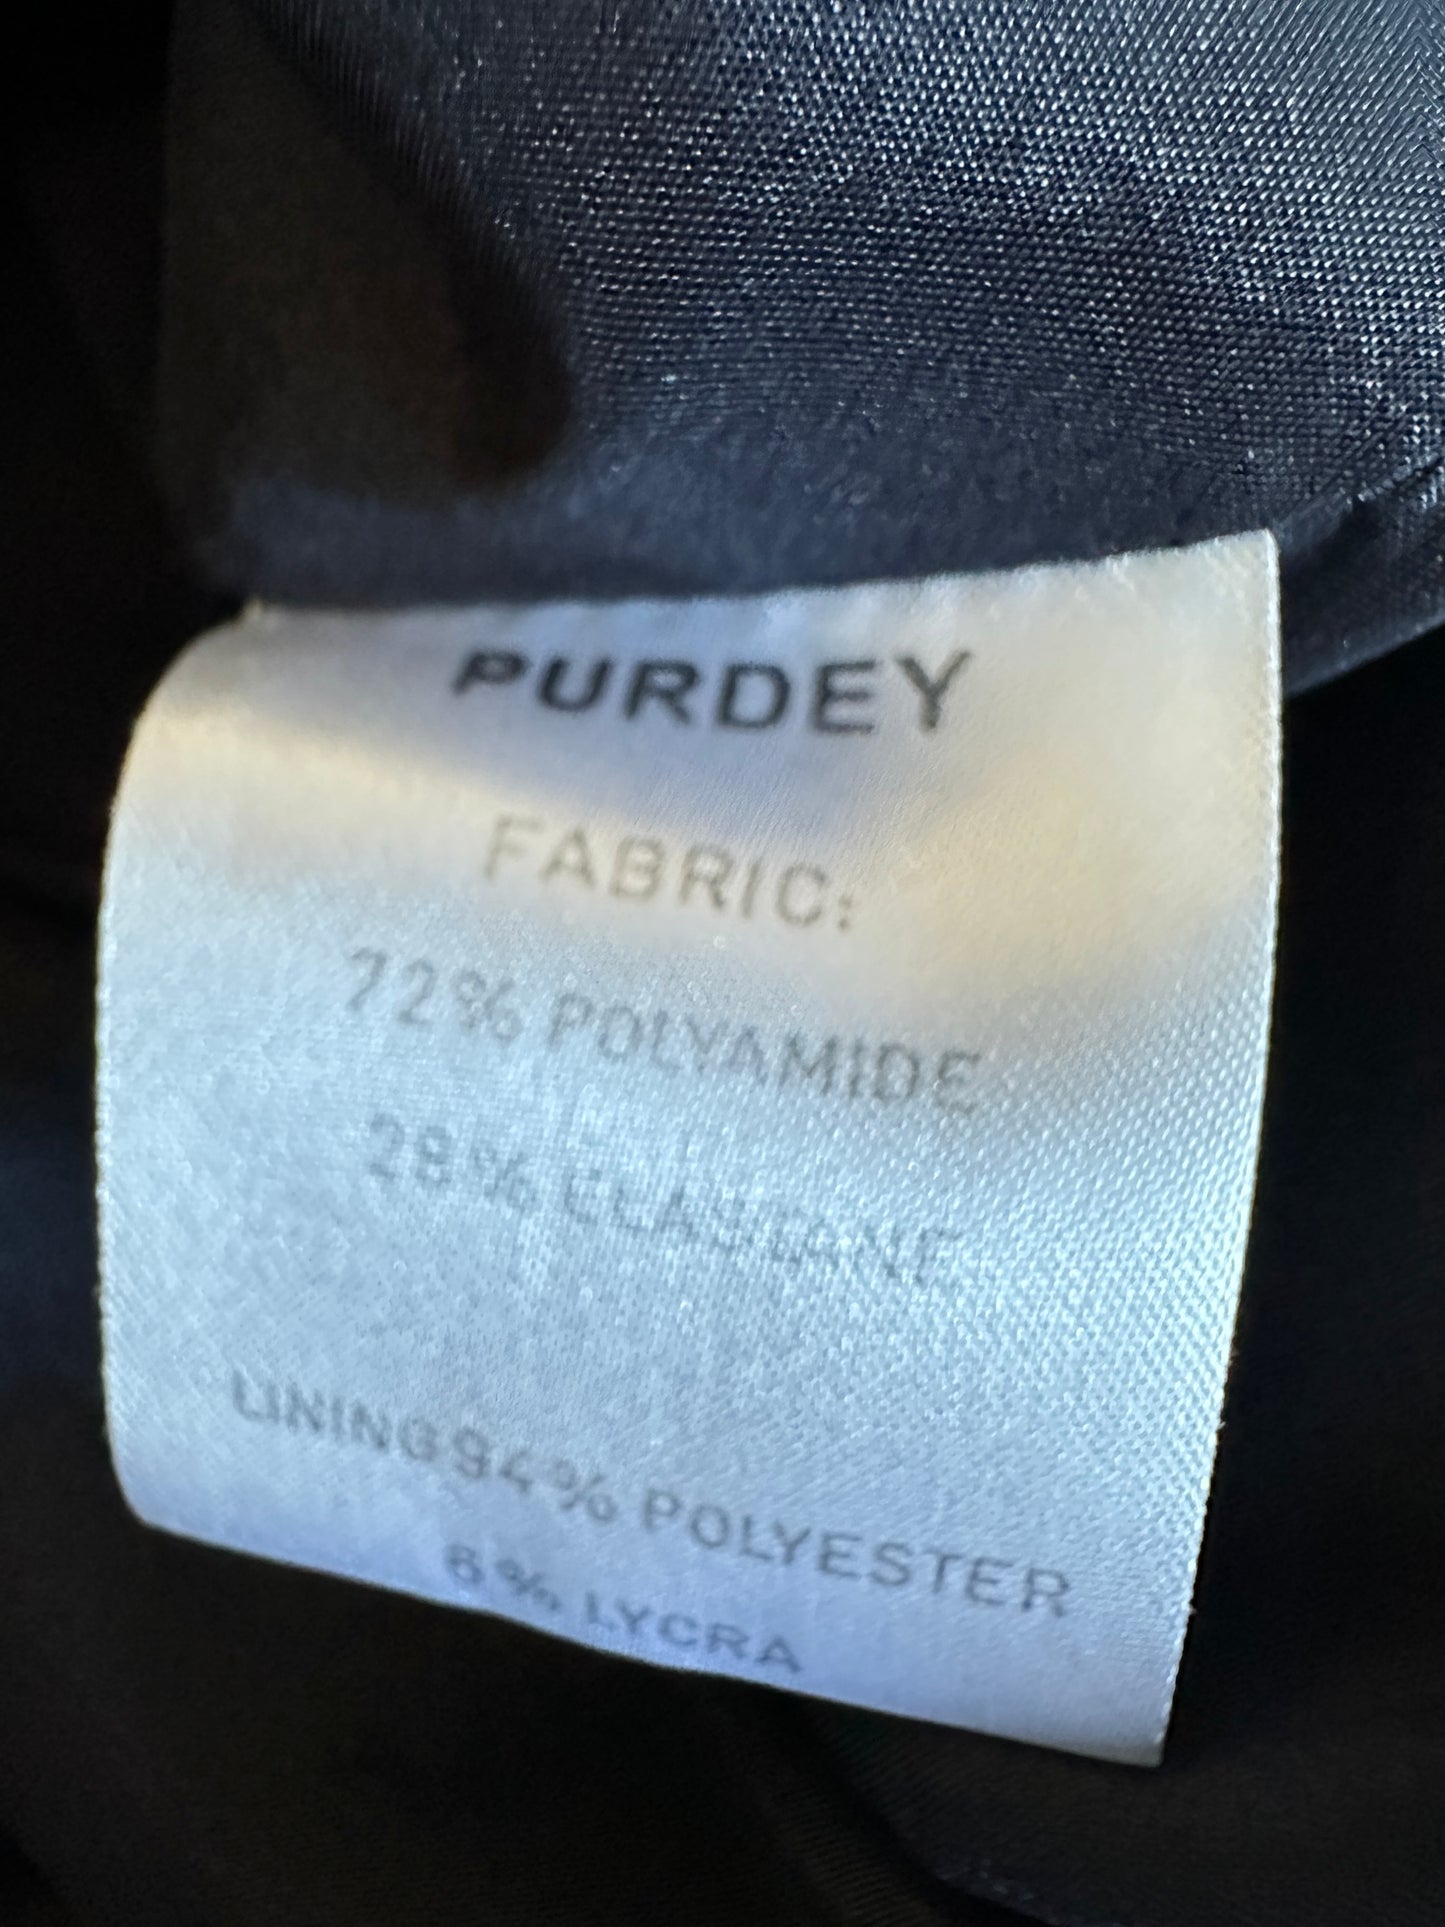 PURDEY
FABRIC:
72% POLYAMIDE
28% ELASTANE
LINING 94% POLYESTER
6% LYCRA